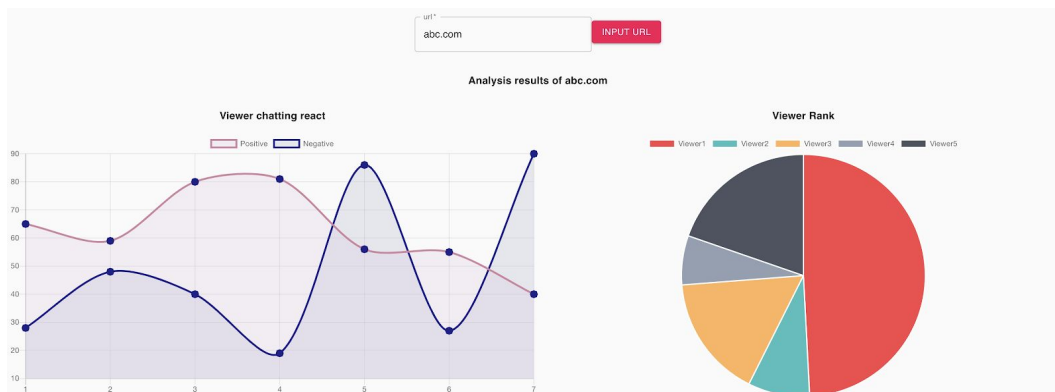 url*
abc.com
INPUT URL
Analysis results of abc.com
Viewer chatting react
Positive Negative
90
80
70
60
50
40
30
20
10
1 2 3 4 5 6 7
Viewer Rank
Viewer1 Viewer2 Viewer3 Viewer4 Viewer5